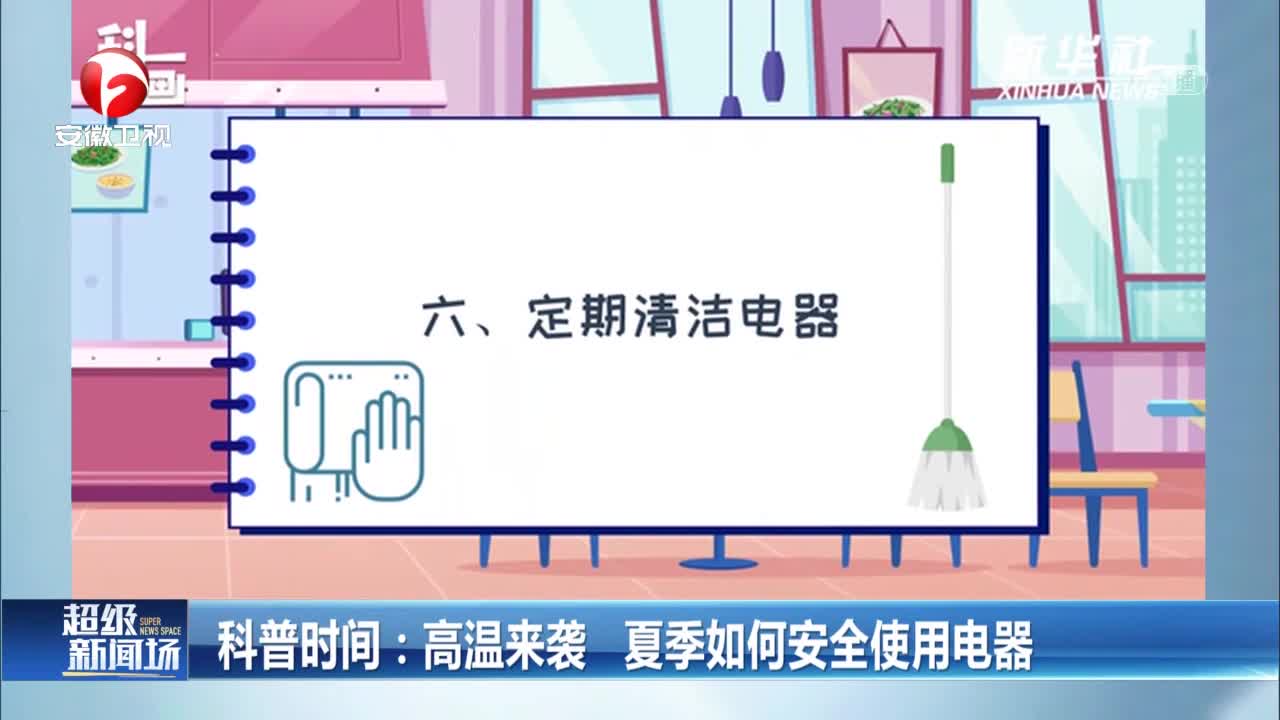 科画
安徽卫视
新华社
XINHUA NEWS
六、定期清洁电器
超级
新闻场
SUPER
NEWS SPACE
科普时间：高温来袭 夏季如何安全使用电器